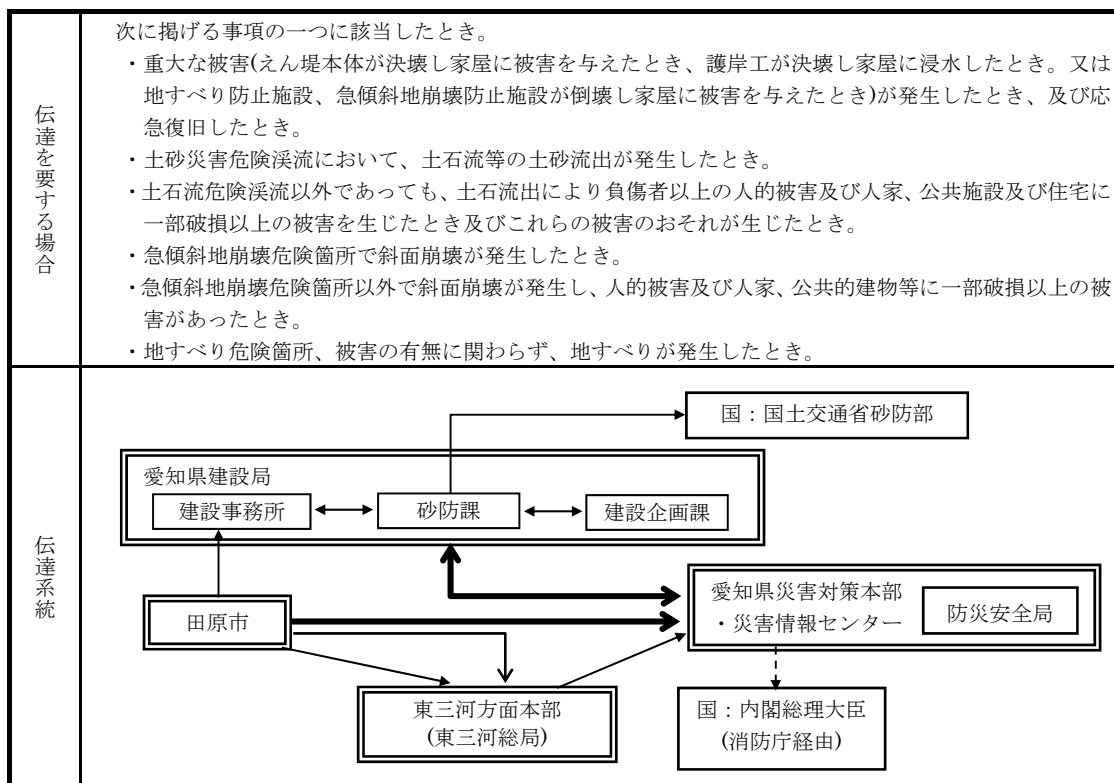 伝達を要する場合
次に掲げる事項の一つに該当したとき。
・重大な被害(えん堤本体が決壊し家屋に被害を与えたとき、護岸工が決壊し家屋に浸水したとき。又は
地すべり防止施設、急傾斜地崩壊防止施設が倒壊し家屋に被害を与えたとき)が発生したとき、及び応
急復旧したとき。
・土砂災害危険渓流において、土石流等の土砂流出が発生したとき。
・土石流危険渓流以外であっても、土石流出により負傷者以上の人的被害及び人家、公共施設及び住宅に
一部破損以上の被害を生じたとき及びこれらの被害のおそれが生じたとき。
・急傾斜地崩壊危険箇所で斜面崩壊が発生したとき。
・急傾斜地崩壊危険箇所以外で斜面崩壊が発生し、人的被害及び人家、公共的建物等に一部破損以上の被
害があったとき。
・地すべり危険箇所、被害の有無に関わらず、地すべりが発生したとき。
伝達系統
国：国土交通省砂防部
愛知県建設局
建設事務所
砂防課
建設企画課
田原市
愛知県災害対策本部
・災害情報センター
防災安全局
東三河方面本部
(東三河総局)
国：内閣総理大臣
(消防庁経由)